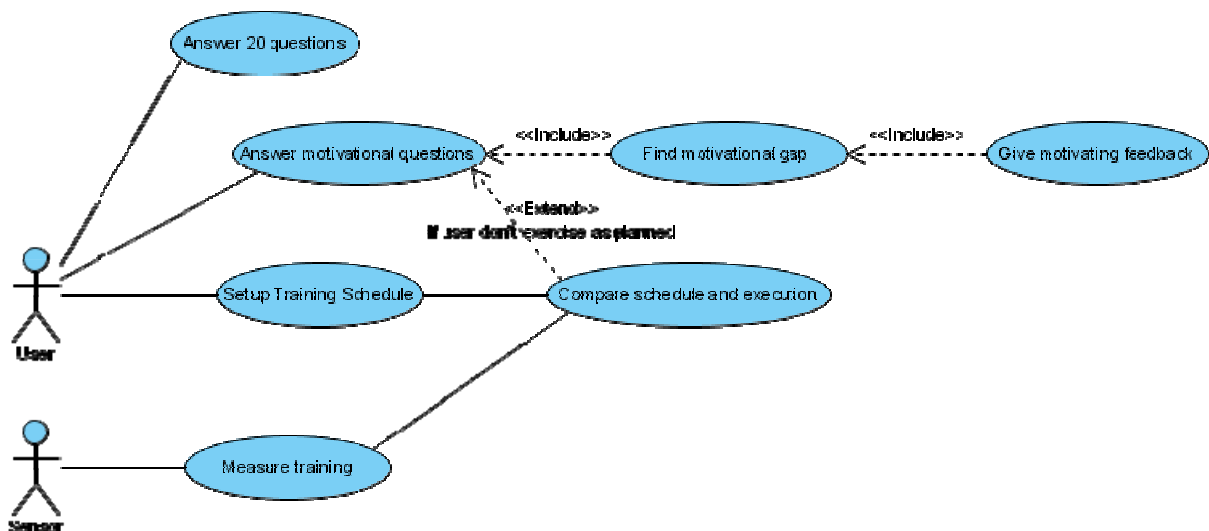 Answer 20 questions
<<Include>>
<<Include>>
Answer motivational questions
Find motivational gap
Give motivating feedback
<<Extend>>
If user don't exercise as planned
Setup Training Schedule
Compare schedule and execution
User
Measure training
Sensor